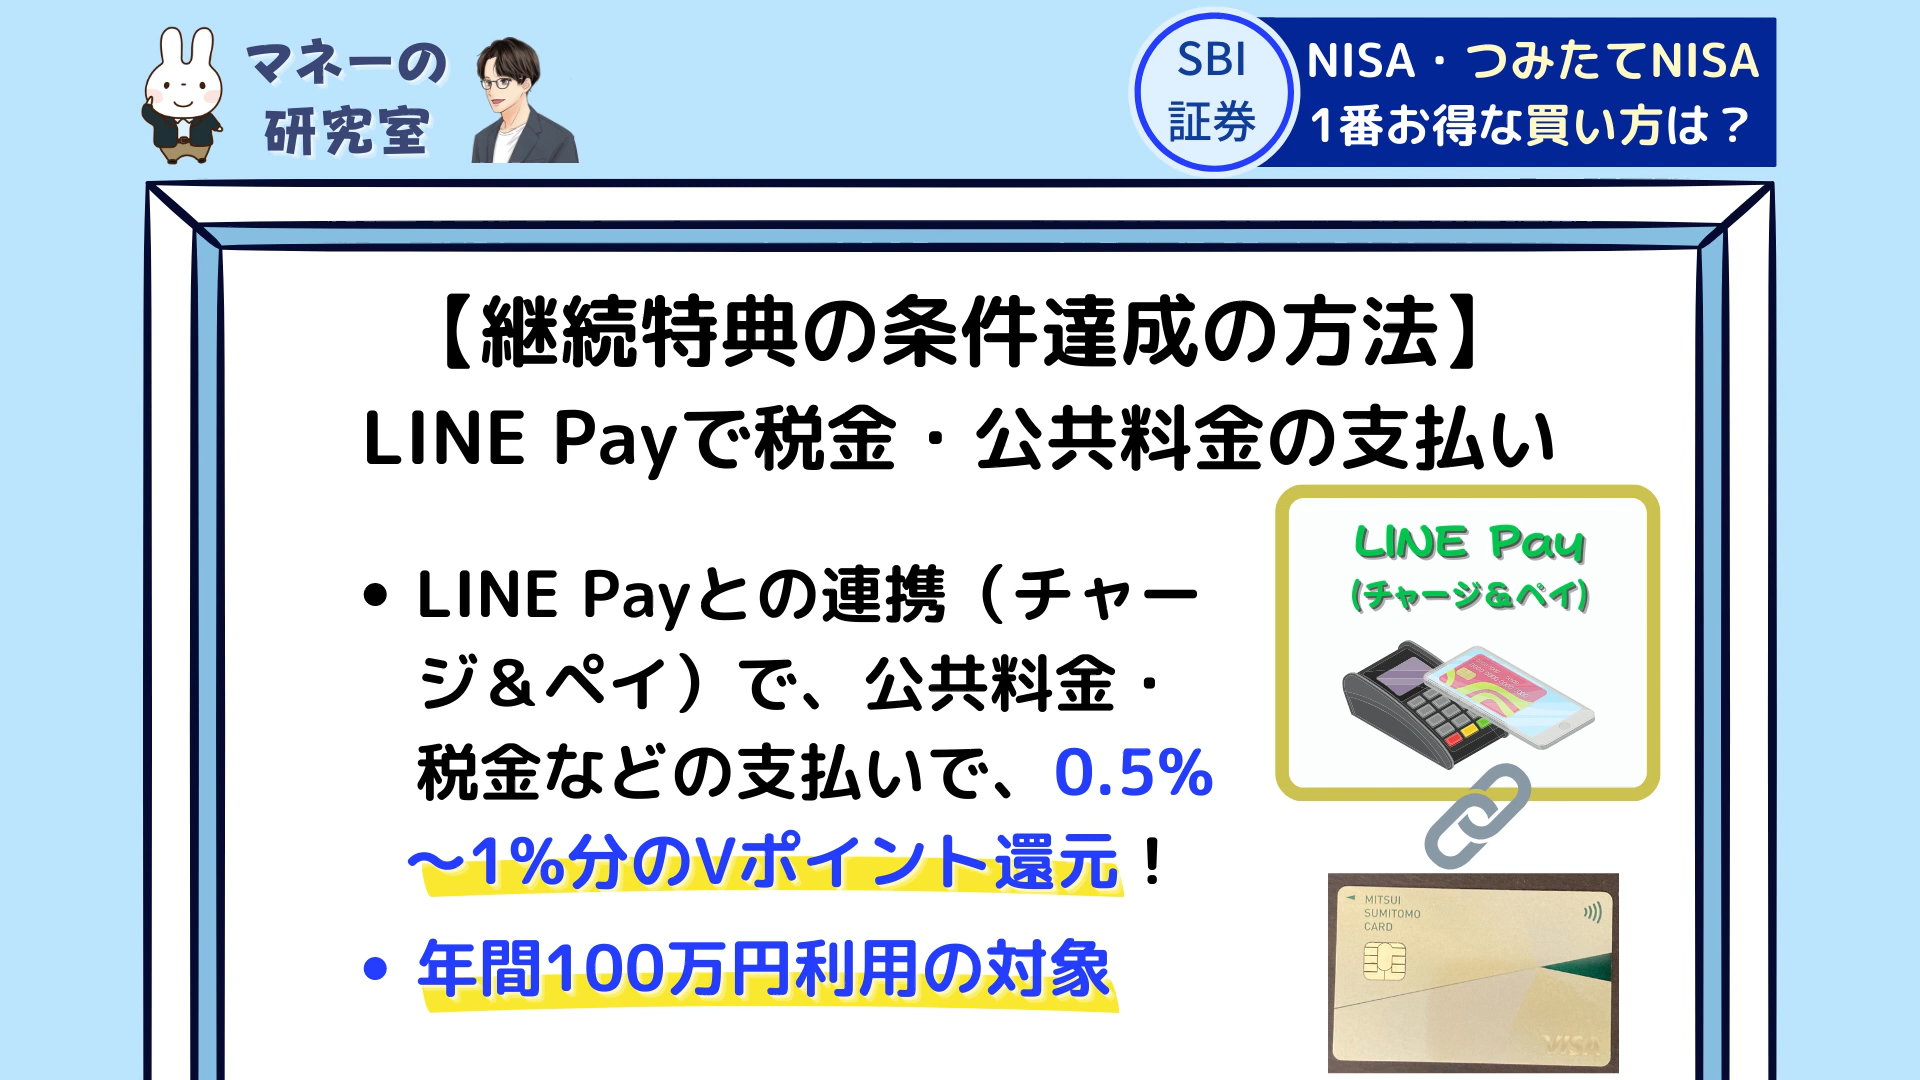 マネーの
研究室
SBI
証券
NISA・つみたてNISA
1番お得な買い方は？
【継続特典の条件達成の方法】
LINE Payで税金・公共料金の支払い
• LINE Payとの連携（チャー
ジ＆ペイ）で、公共料金・
税金などの支払いで、0.5%
～1%分のVポイント還元！
• 年間100万円利用の対象
LINE Pay
(チャージ&ペイ)
MITSUI
SUMITOMO
CARD
VISA